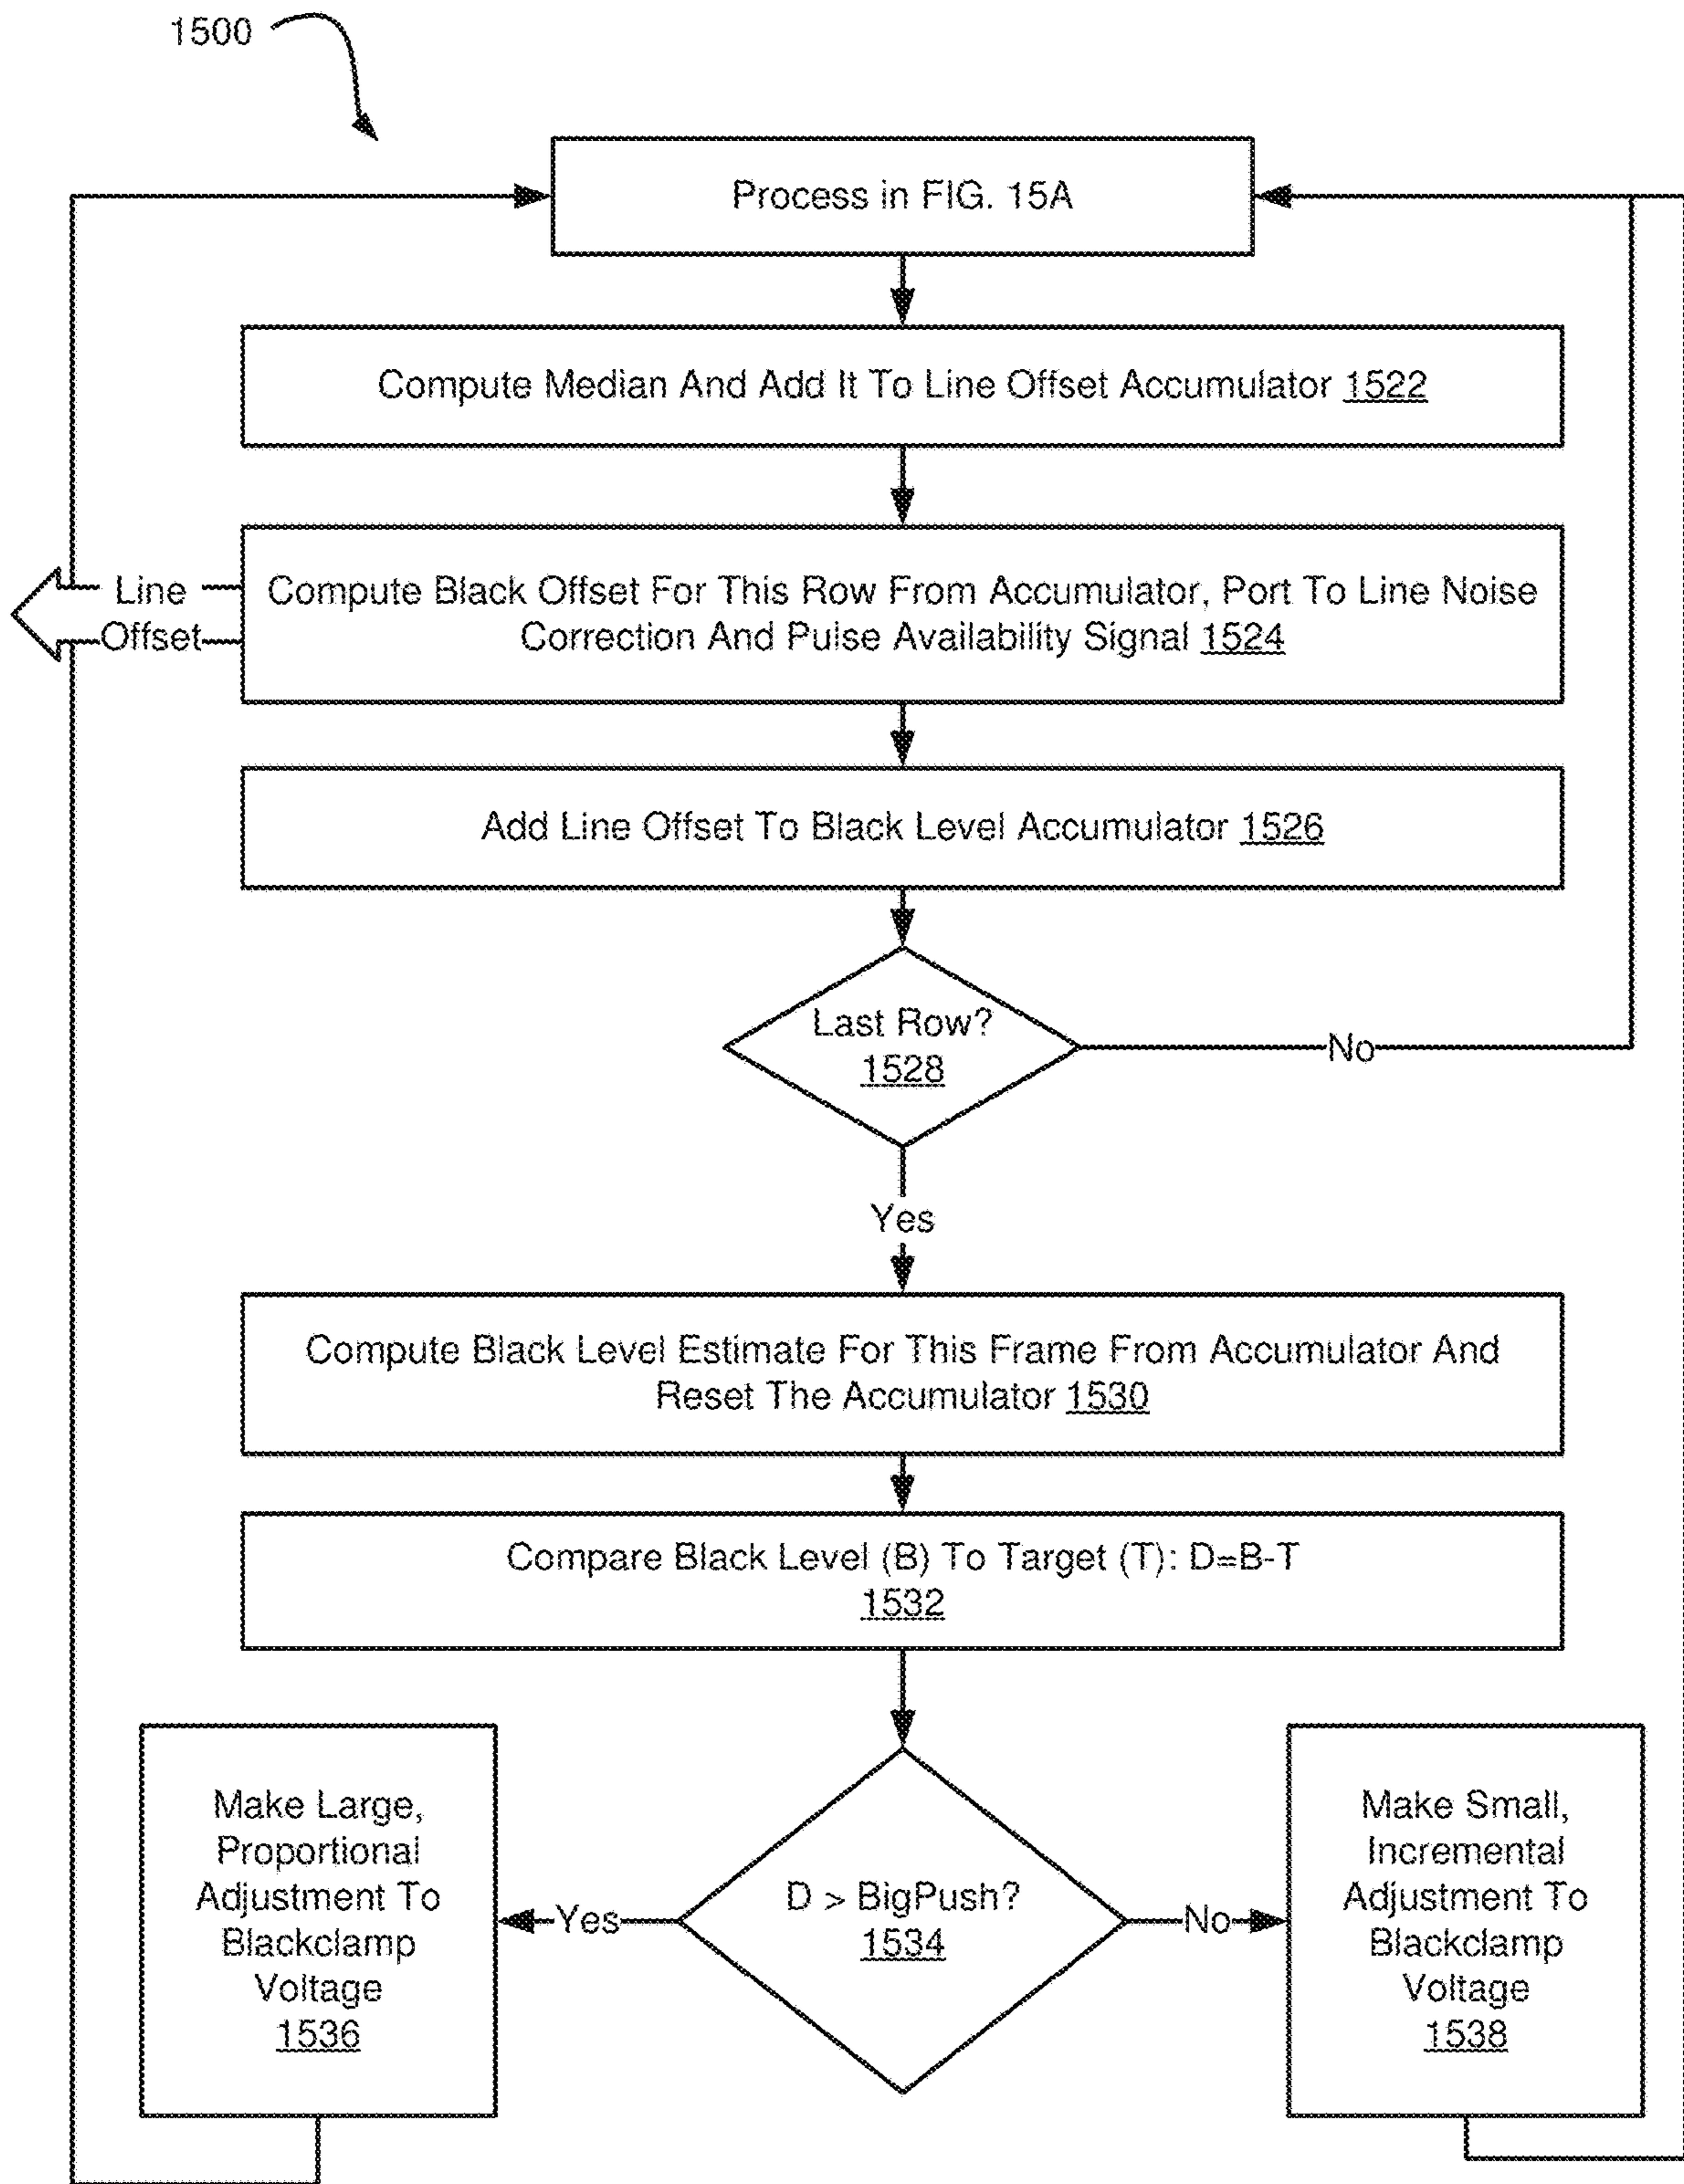 1500
Process in FIG. 15A
Compute Median And Add It To Line Offset Accumulator 1522
Line
Offset
Compute Black Offset For This Row From Accumulator, Port To Line Noise
Correction And Pulse Availability Signal 1524
Add Line Offset To Black Level Accumulator 1526
Last Row?
1528
No
Yes
Compute Black Level Estimate For This Frame From Accumulator And
Reset The Accumulator 1530
Compare Black Level (B) To Target (T): D=B-T
1532
Make Large,
Proportional
Adjustment To
Blackclamp
Voltage
1536
Yes
D > BigPush?
1534
No
Make Small,
Incremental
Adjustment To
Blackclamp
Voltage
1538